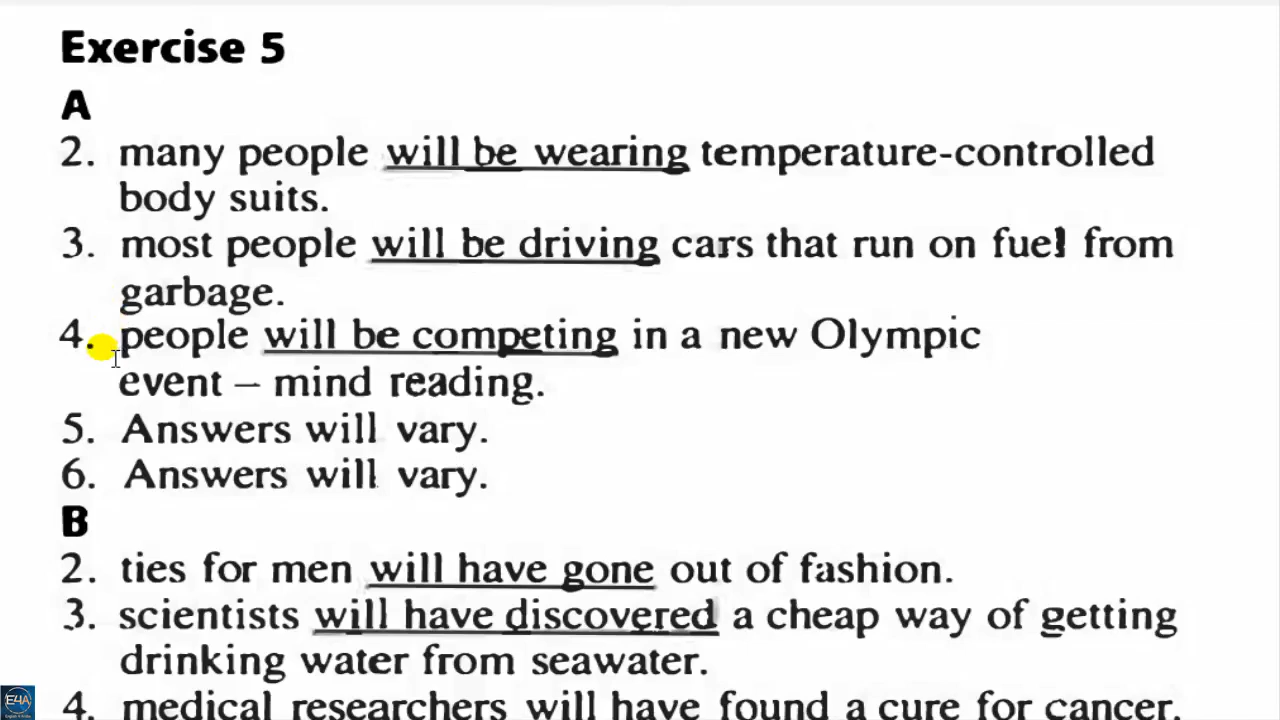 Exercise 5
A
2. many people will be wearing temperature-controlled
body suits.
3. most people will be driving cars that run on fuel from
garbage.
4. people will be competing in a new Olympic
event – mind reading.
5. Answers will vary.
6. Answers will vary.
B
2. ties for men will have gone out of fashion.
3. scientists will have discovered a cheap way of getting
drinking water from seawater.
4. medical researchers will have found a cure for cancer.
E4A